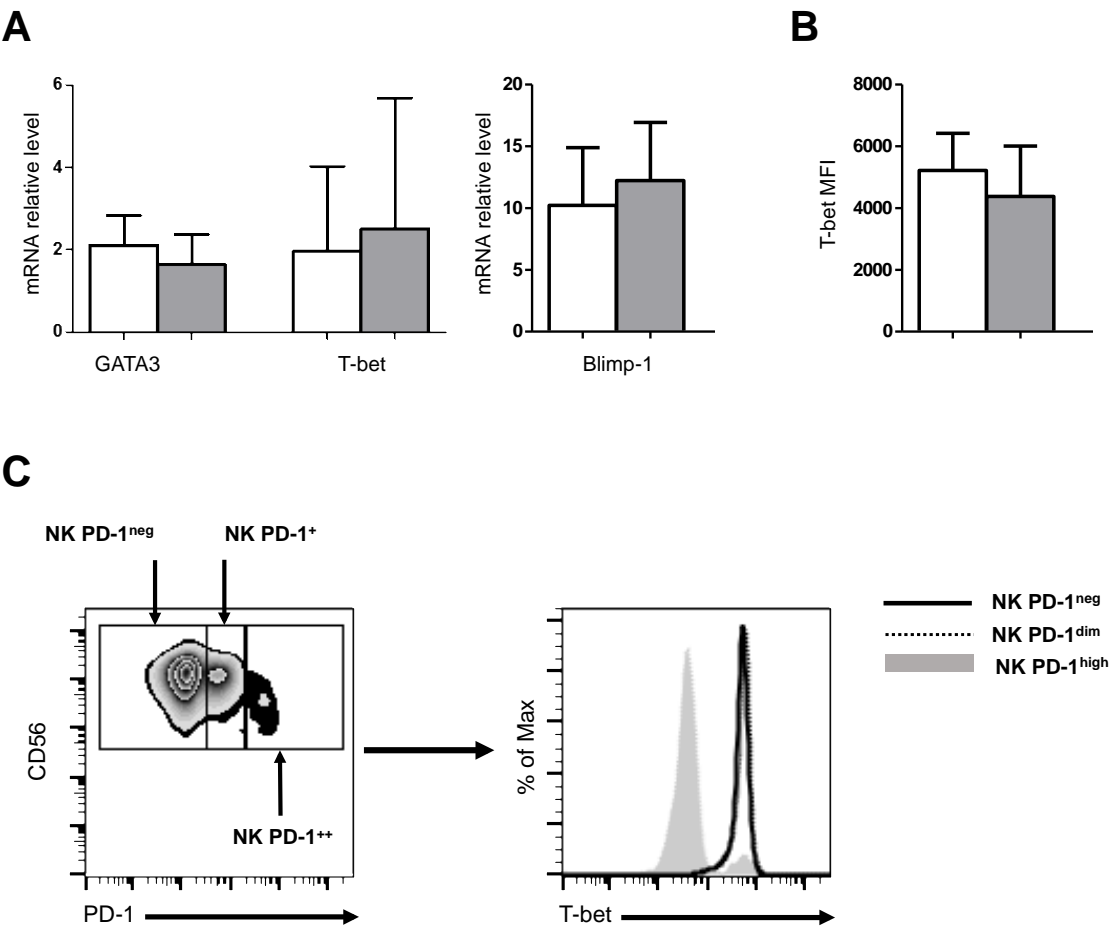 A
B
mRNA relative level
6
4
2
0
GATA3
T-bet
mRNA relative level
20
15
10
5
0
Blimp-1
T-bet MFI
8000
6000
4000
2000
0
C
NK PD-1neg
NK PD-1+
CD56
NK PD-1++
PD-1
% of Max
T-bet
NK PD-1neg
NK PD-1dim
NK PD-1high